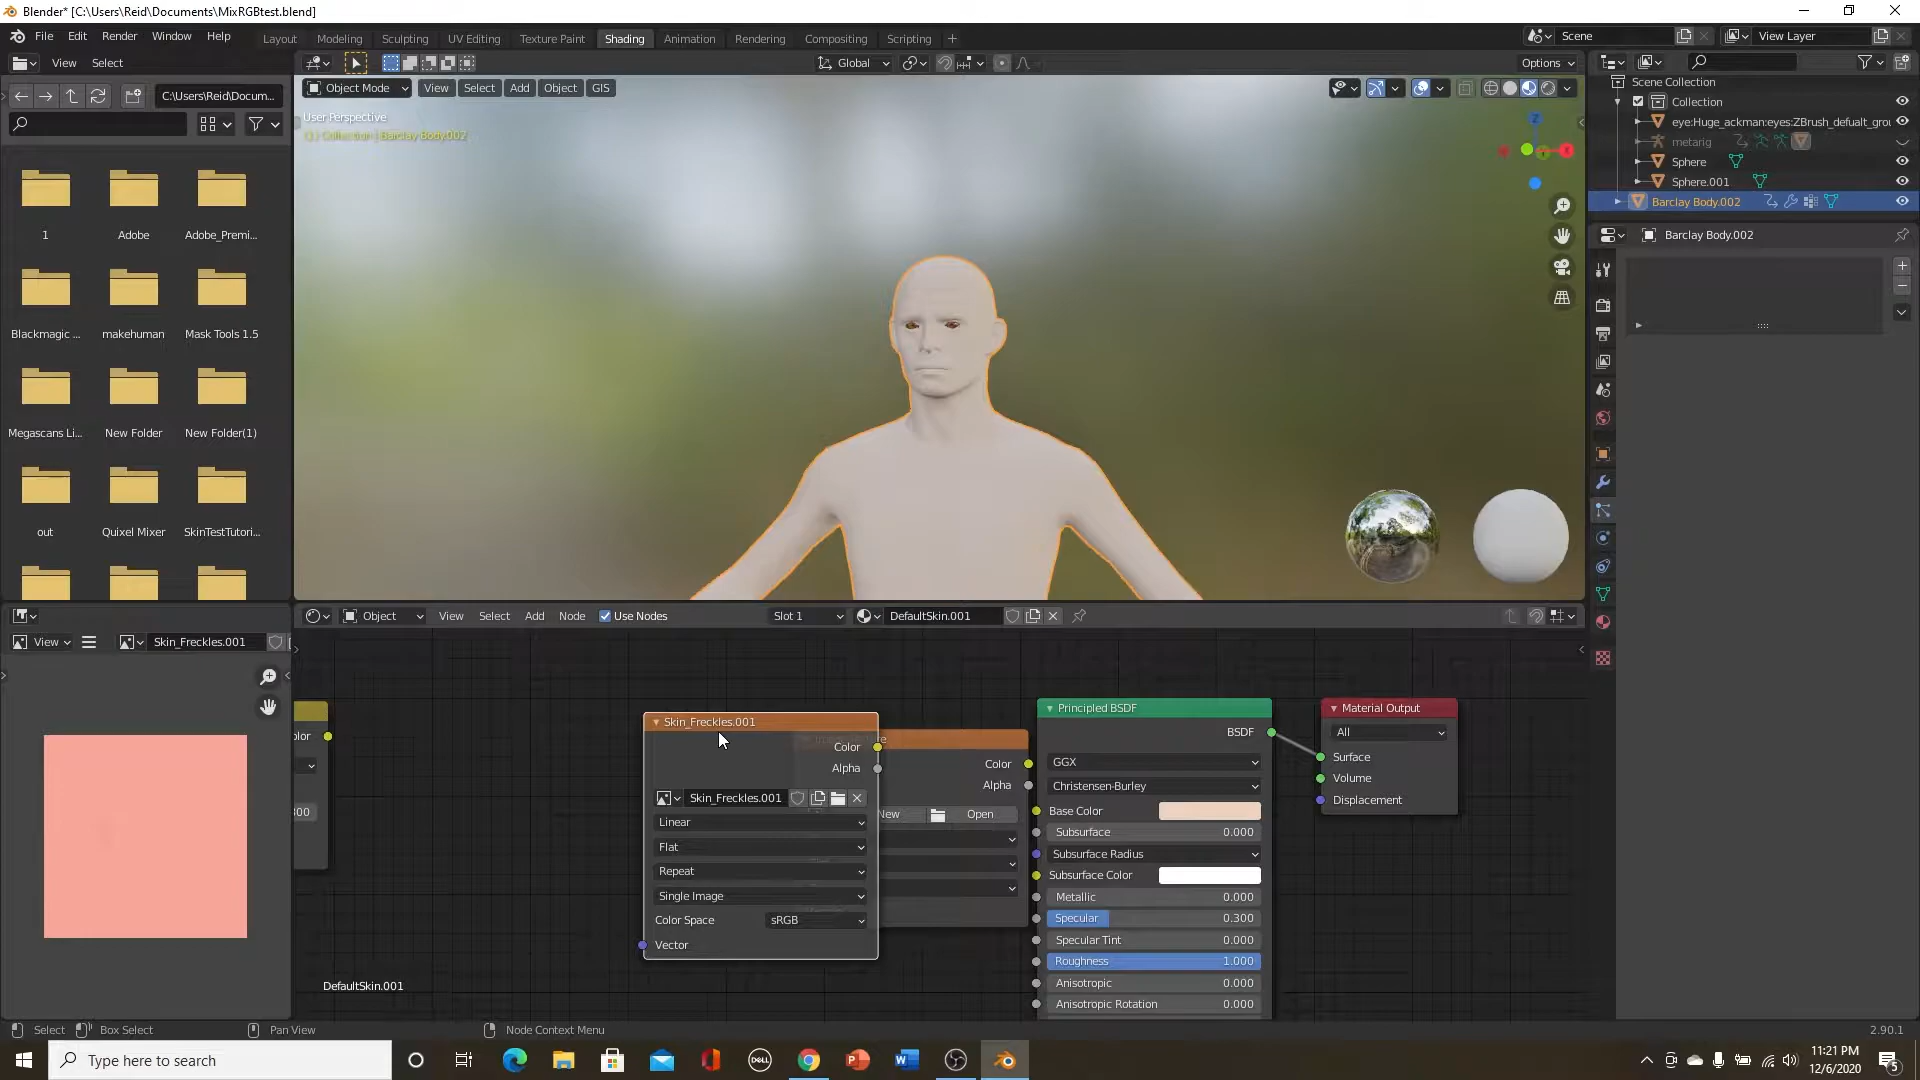 Blender* [C:\Users\Reid\Documents\MixRGBtest.blend]
File Edit Render Window Help
Layout Modeling Sculpting UV Editing Texture Paint Shading Animation Rendering Compositing Scripting
Scene
View Layer
View Select
Global
Options
C:\Users\Reid\Docum...
Object Mode View Select Add Object GIS
User Perspective
(1) Collection | Barclay Body.002
Z
Scene Collection
Collection
eye:Huge_ackman:eyes:ZBrush_defualt_grou
metarig
Sphere
Sphere.001
Barclay Body.002
Barclay Body.002
1
Adobe
Adobe_Premi...
Blackmagic ...
makehuman
Mask Tools 1.5
Megascans Li...
New Folder
New Folder(1)
out
Quixel Mixer
SkinTestTutori...
Object View Select Add Node Use Nodes Slot 1 DefaultSkin.001
View Skin_Freckles.001
Skin_Freckles.001
Color
Alpha
Skin_Freckles.001
Linear
Flat
Repeat
Single Image
Color Space sRGB
Vector
Color
Alpha
New Open
Principled BSDF
BSDF
GGX
Christensen-Burley
Base Color
Subsurface 0.000
Subsurface Radius
Subsurface Color
Metallic 0.000
Specular 0.300
Specular Tint 0.000
Roughness 1.000
Anisotropic 0.000
Anisotropic Rotation 0.000
Material Output
All
Surface
Volume
Displacement
DefaultSkin.001
Select Box Select Pan View Node Context Menu 2.90.1
Type here to search
DELL
11:21 PM
12/6/2020
5